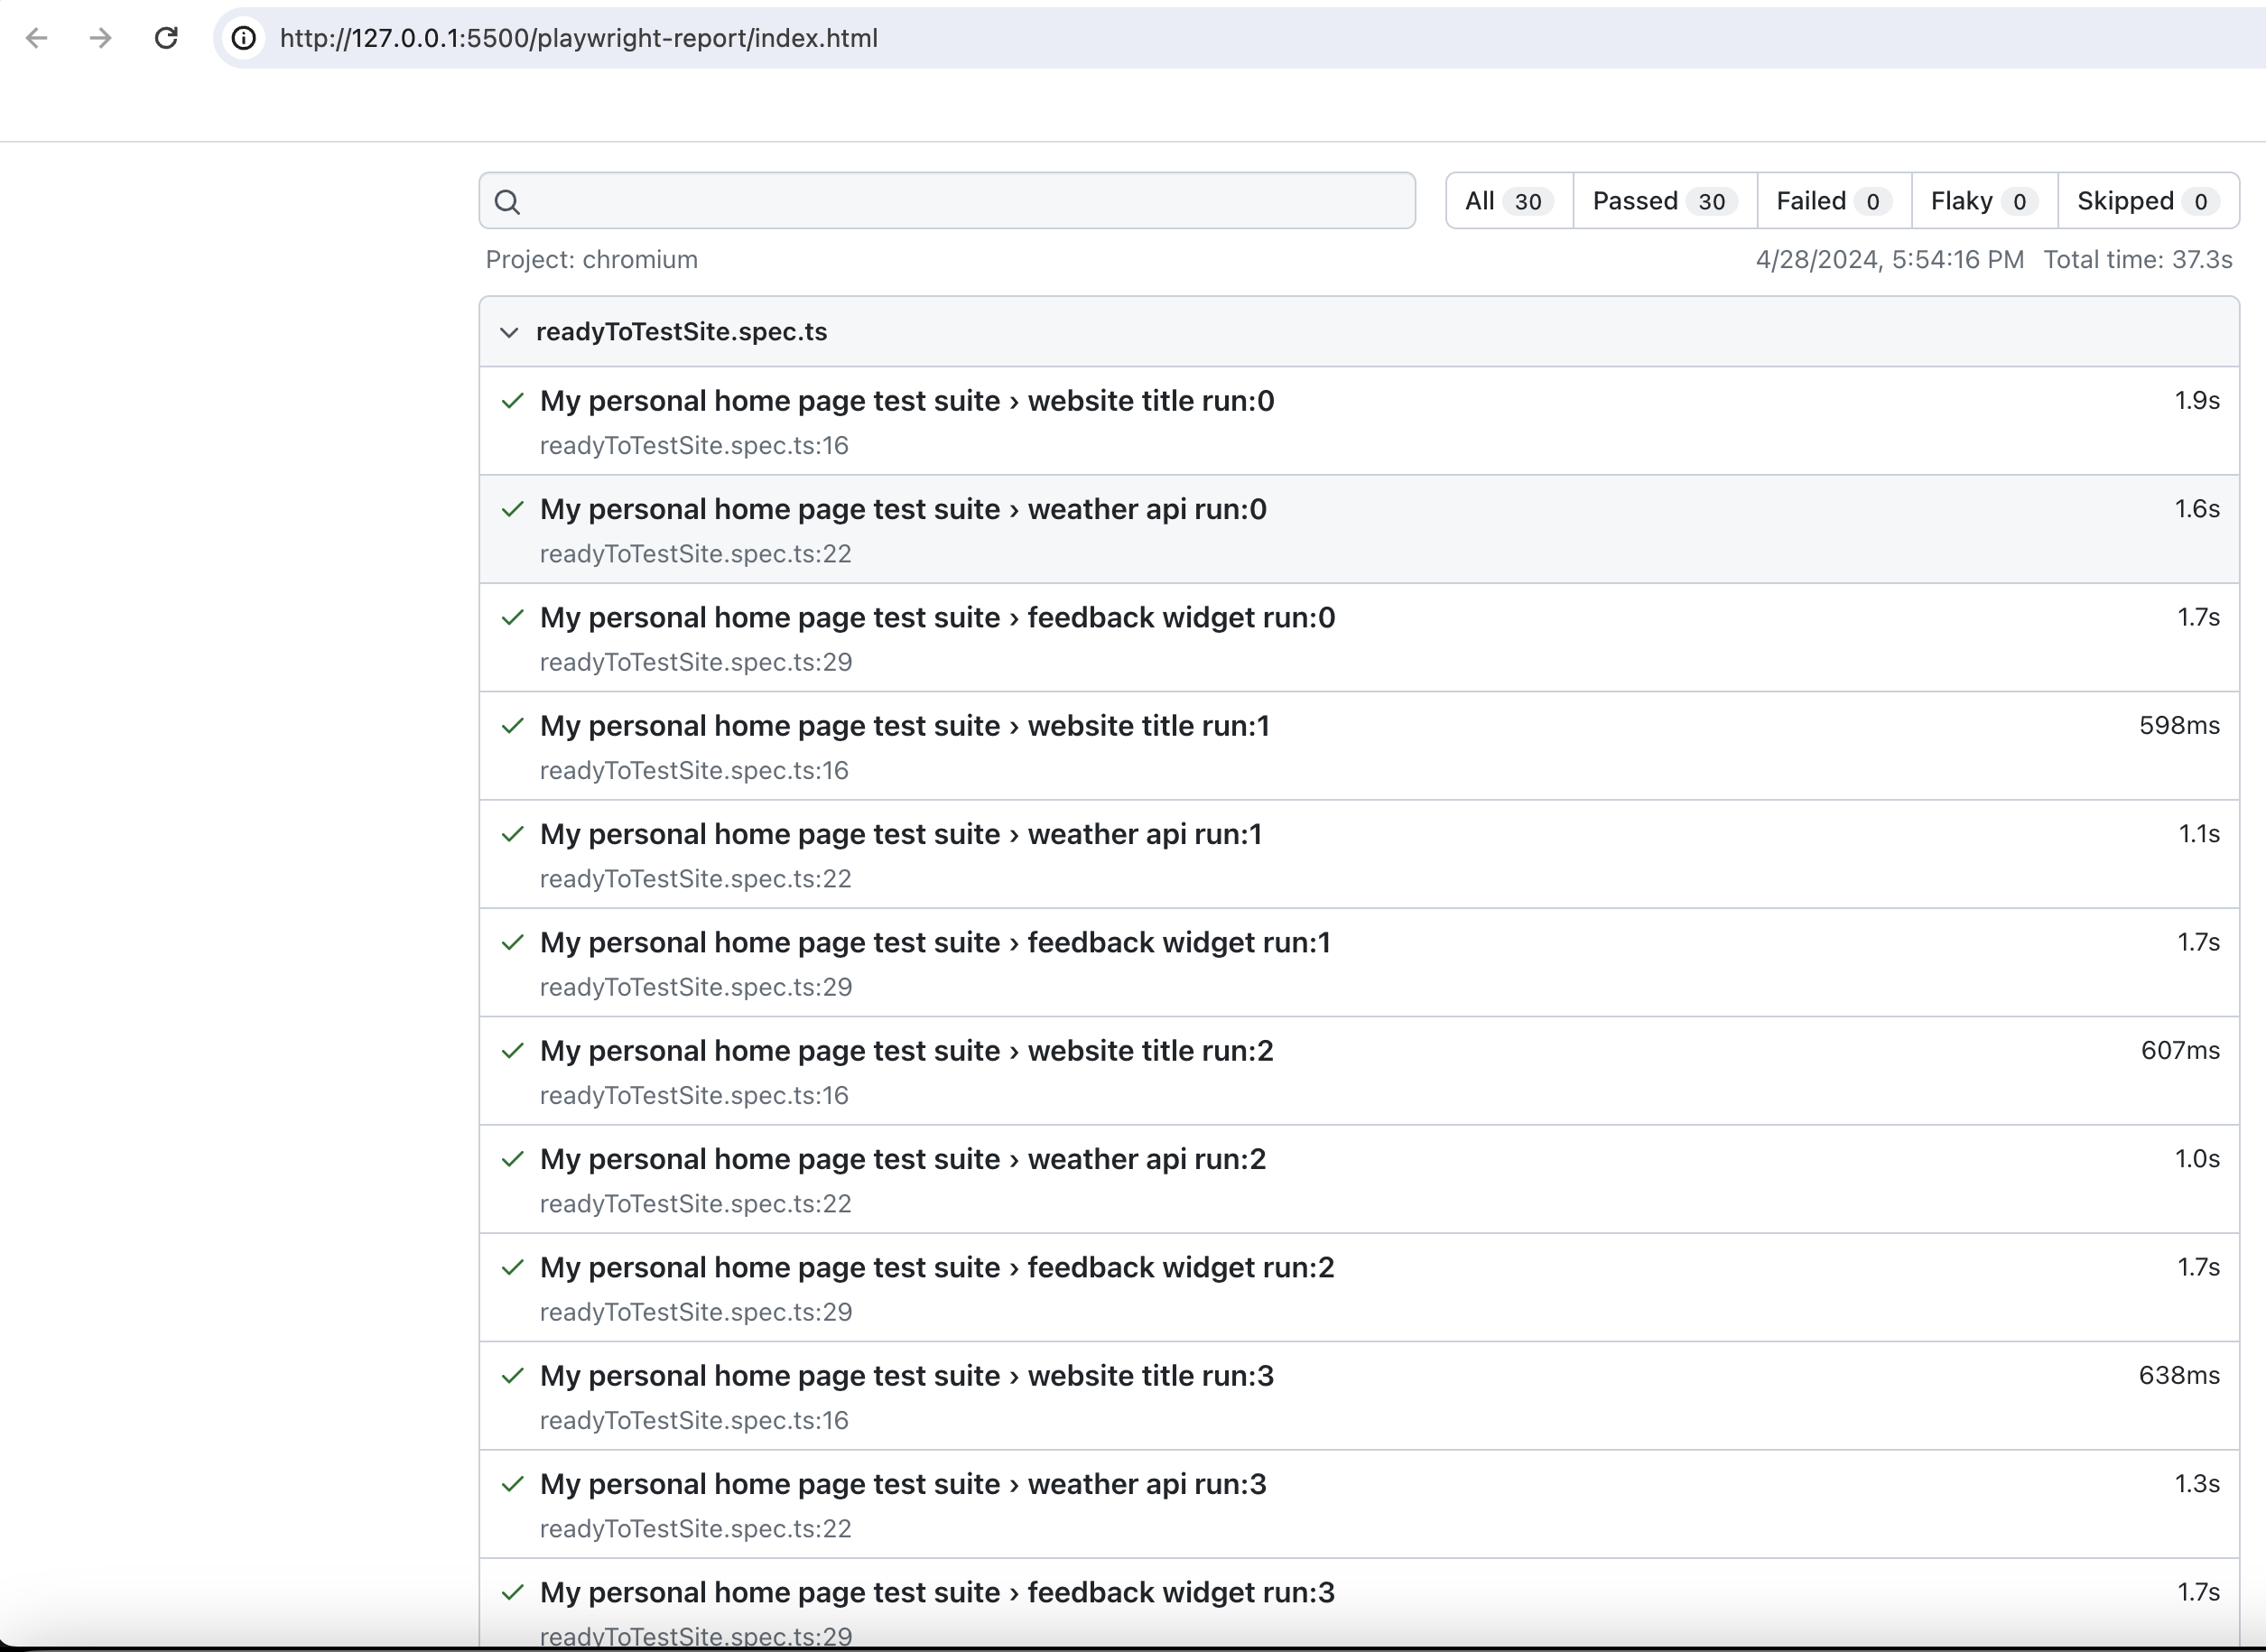 http://127.0.0.1:5500/playwright-report/index.html
All 30 Passed 30 Failed 0 Flaky 0 Skipped 0
Project: chromium 4/28/2024, 5:54:16 PM Total time: 37.3s
readyToTestSite.spec.ts
My personal home page test suite › website title run:0 1.9s
readyToTestSite.spec.ts:16
My personal home page test suite › weather api run:0 1.6s
readyToTestSite.spec.ts:22
My personal home page test suite › feedback widget run:0 1.7s
readyToTestSite.spec.ts:29
My personal home page test suite › website title run:1 598ms
readyToTestSite.spec.ts:16
My personal home page test suite › weather api run:1 1.1s
readyToTestSite.spec.ts:22
My personal home page test suite › feedback widget run:1 1.7s
readyToTestSite.spec.ts:29
My personal home page test suite › website title run:2 607ms
readyToTestSite.spec.ts:16
My personal home page test suite › weather api run:2 1.0s
readyToTestSite.spec.ts:22
My personal home page test suite › feedback widget run:2 1.7s
readyToTestSite.spec.ts:29
My personal home page test suite › website title run:3 638ms
readyToTestSite.spec.ts:16
My personal home page test suite › weather api run:3 1.3s
readyToTestSite.spec.ts:22
My personal home page test suite › feedback widget run:3 1.7s
readyToTestSite.spec.ts:29